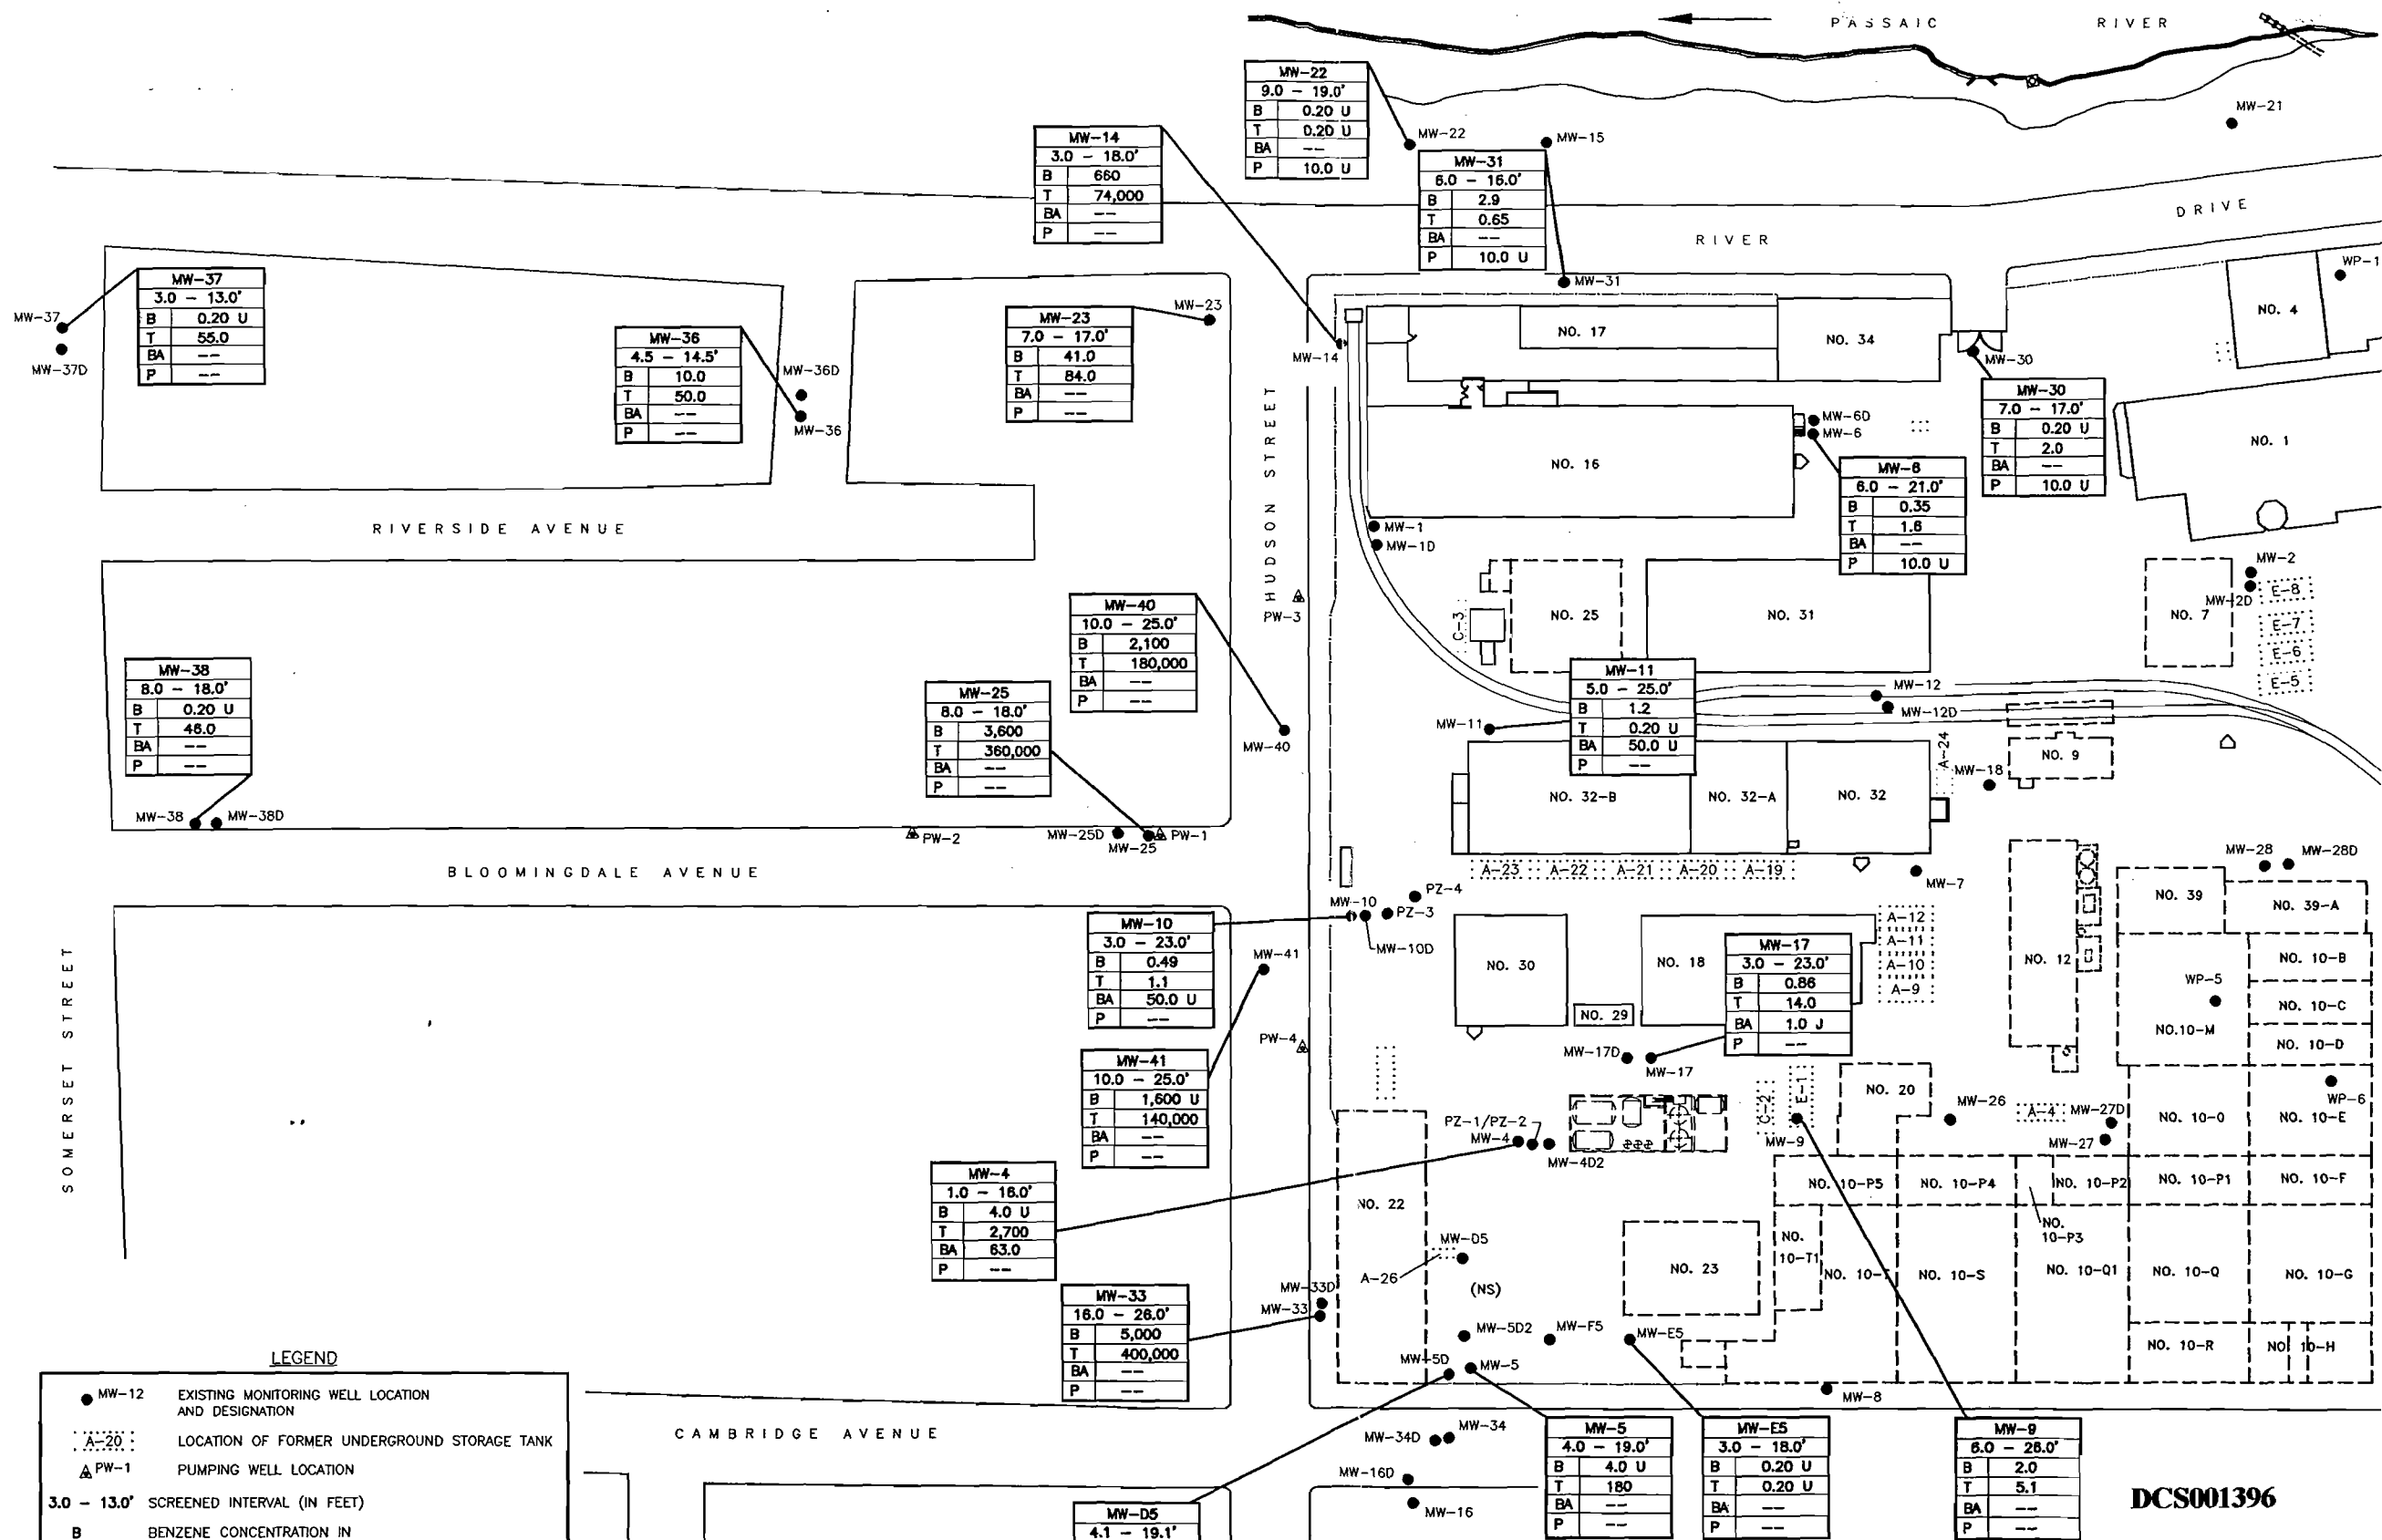 PASSAIC RIVER
MW-21
MW-22
9.0 - 19.0'
B 0.20 U
T 0.20 U
BA --
P 10.0 U
MW-22
MW-15
MW-14
3.0 - 18.0'
B 660
T 74,000
BA --
P --
MW-31
6.0 - 16.0'
B 2.9
T 0.65
BA --
P 10.0 U
RIVER DRIVE
MW-31
WP-1
NO. 4
MW-37
MW-37D
MW-37
3.0 - 13.0'
B 0.20 U
T 55.0
BA --
P --
MW-36
4.5 - 14.5'
B 10.0
T 50.0
BA --
P --
MW-36D
MW-36
MW-23
7.0 - 17.0'
B 41.0
T 84.0
BA --
P --
MW-23
MW-14
NO. 17
NO. 34
MW-30
MW-30
7.0 - 17.0'
B 0.20 U
T 2.0
BA --
P 10.0 U
NO. 1
HUDSON STREET
NO. 16
MW-6D
MW-6
MW-6
6.0 - 21.0'
B 0.35
T 1.6
BA --
P 10.0 U
RIVERSIDE AVENUE
MW-1
MW-1D
PW-3
C-3
NO. 25
NO. 31
NO. 7
MW-2
MW-2D
E-8
E-7
E-6
E-5
MW-40
10.0 - 25.0'
B 2,100
T 180,000
BA --
P --
MW-40
MW-38
8.0 - 18.0'
B 0.20 U
T 46.0
BA --
P --
MW-25
8.0 - 18.0'
B 3,600
T 360,000
BA --
P --
MW-11
MW-11
5.0 - 25.0'
B 1.2
T 0.20 U
BA 50.0 U
P --
MW-12
MW-12D
A-24
MW-18
NO. 9
NO. 32-B
NO. 32-A
NO. 32
MW-38
MW-38D
PW-2
MW-25D
MW-25
PW-1
BLOOMINGDALE AVENUE
A-23
A-22
A-21
A-20
A-19
MW-7
MW-28
MW-28D
NO. 39
NO. 39-A
MW-10
PZ-4
PZ-3
MW-10D
MW-10
3.0 - 23.0'
B 0.49
T 1.1
BA 50.0 U
P --
MW-41
NO. 30
NO. 18
NO. 29
MW-17
3.0 - 23.0'
B 0.86
T 14.0
BA 1.0 J
P --
A-12
A-11
A-10
A-9
NO. 12
WP-5
NO.10-M
NO. 10-B
NO. 10-C
NO. 10-D
SOMERSET STREET
PW-4
MW-41
10.0 - 25.0'
B 1,600 U
T 140,000
BA --
P --
MW-17D
MW-17
C-2
E-1
NO. 20
MW-26
A-4
MW-27D
MW-27
NO. 10-O
NO. 10-E
WP-6
PZ-1/PZ-2
MW-4
MW-4D2
MW-9
MW-4
1.0 - 16.0'
B 4.0 U
T 2,700
BA 63.0
P --
NO. 22
NO. 10-P5
NO. 10-P4
NO. 10-P2
NO. 10-P1
NO. 10-F
NO. 10-P3
MW-D5
A-26
(NS)
NO. 23
NO. 10-T1
NO. 10-T
NO. 10-S
NO. 10-Q1
NO. 10-Q
NO. 10-G
MW-33D
MW-33
MW-33
16.0 - 26.0'
B 5,000
T 400,000
BA --
P --
MW-5D2
MW-F5
MW-E5
MW-5D
MW-5
NO. 10-R
NO 10-H
MW-8
LEGEND
MW-12 EXISTING MONITORING WELL LOCATION
AND DESIGNATION
A-20 LOCATION OF FORMER UNDERGROUND STORAGE TANK
PW-1 PUMPING WELL LOCATION
3.0 - 13.0' SCREENED INTERVAL (IN FEET)
B BENZENE CONCENTRATION IN
CAMBRIDGE AVENUE
MW-34D
MW-34
MW-16D
MW-16
MW-D5
4.1 - 19.1'
MW-5
4.0 - 19.0'
B 4.0 U
T 180
BA --
P --
MW-E5
3.0 - 18.0'
B 0.20 U
T 0.20 U
BA --
P --
MW-9
6.0 - 26.0'
B 2.0
T 5.1
BA --
P --
DCS001396